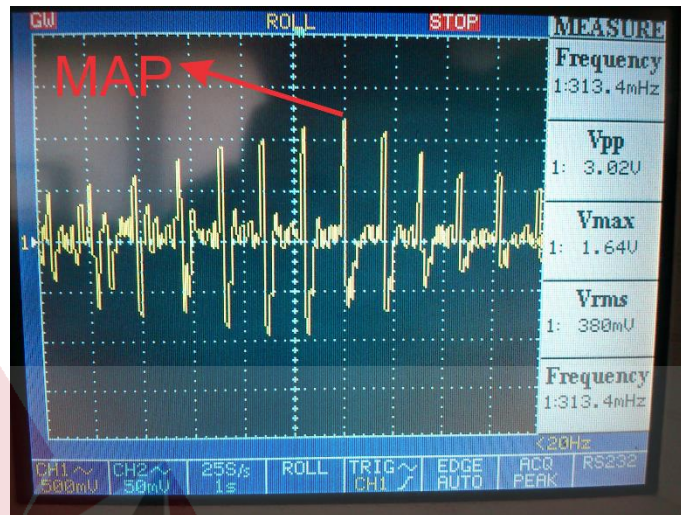 GW ROLL STOP MEASURE
MAP
Frequency
1:313.4mHz
Vpp
1: 3.02V
Vmax
1: 1.64V
Vrms
1: 380mV
Frequency
1:313.4mHz
1
<20Hz
CH1 CH2 25S/s ROLL TRIG EDGE ACQ RS232
500mV 50mV 1s CH1 AUTO PEAK